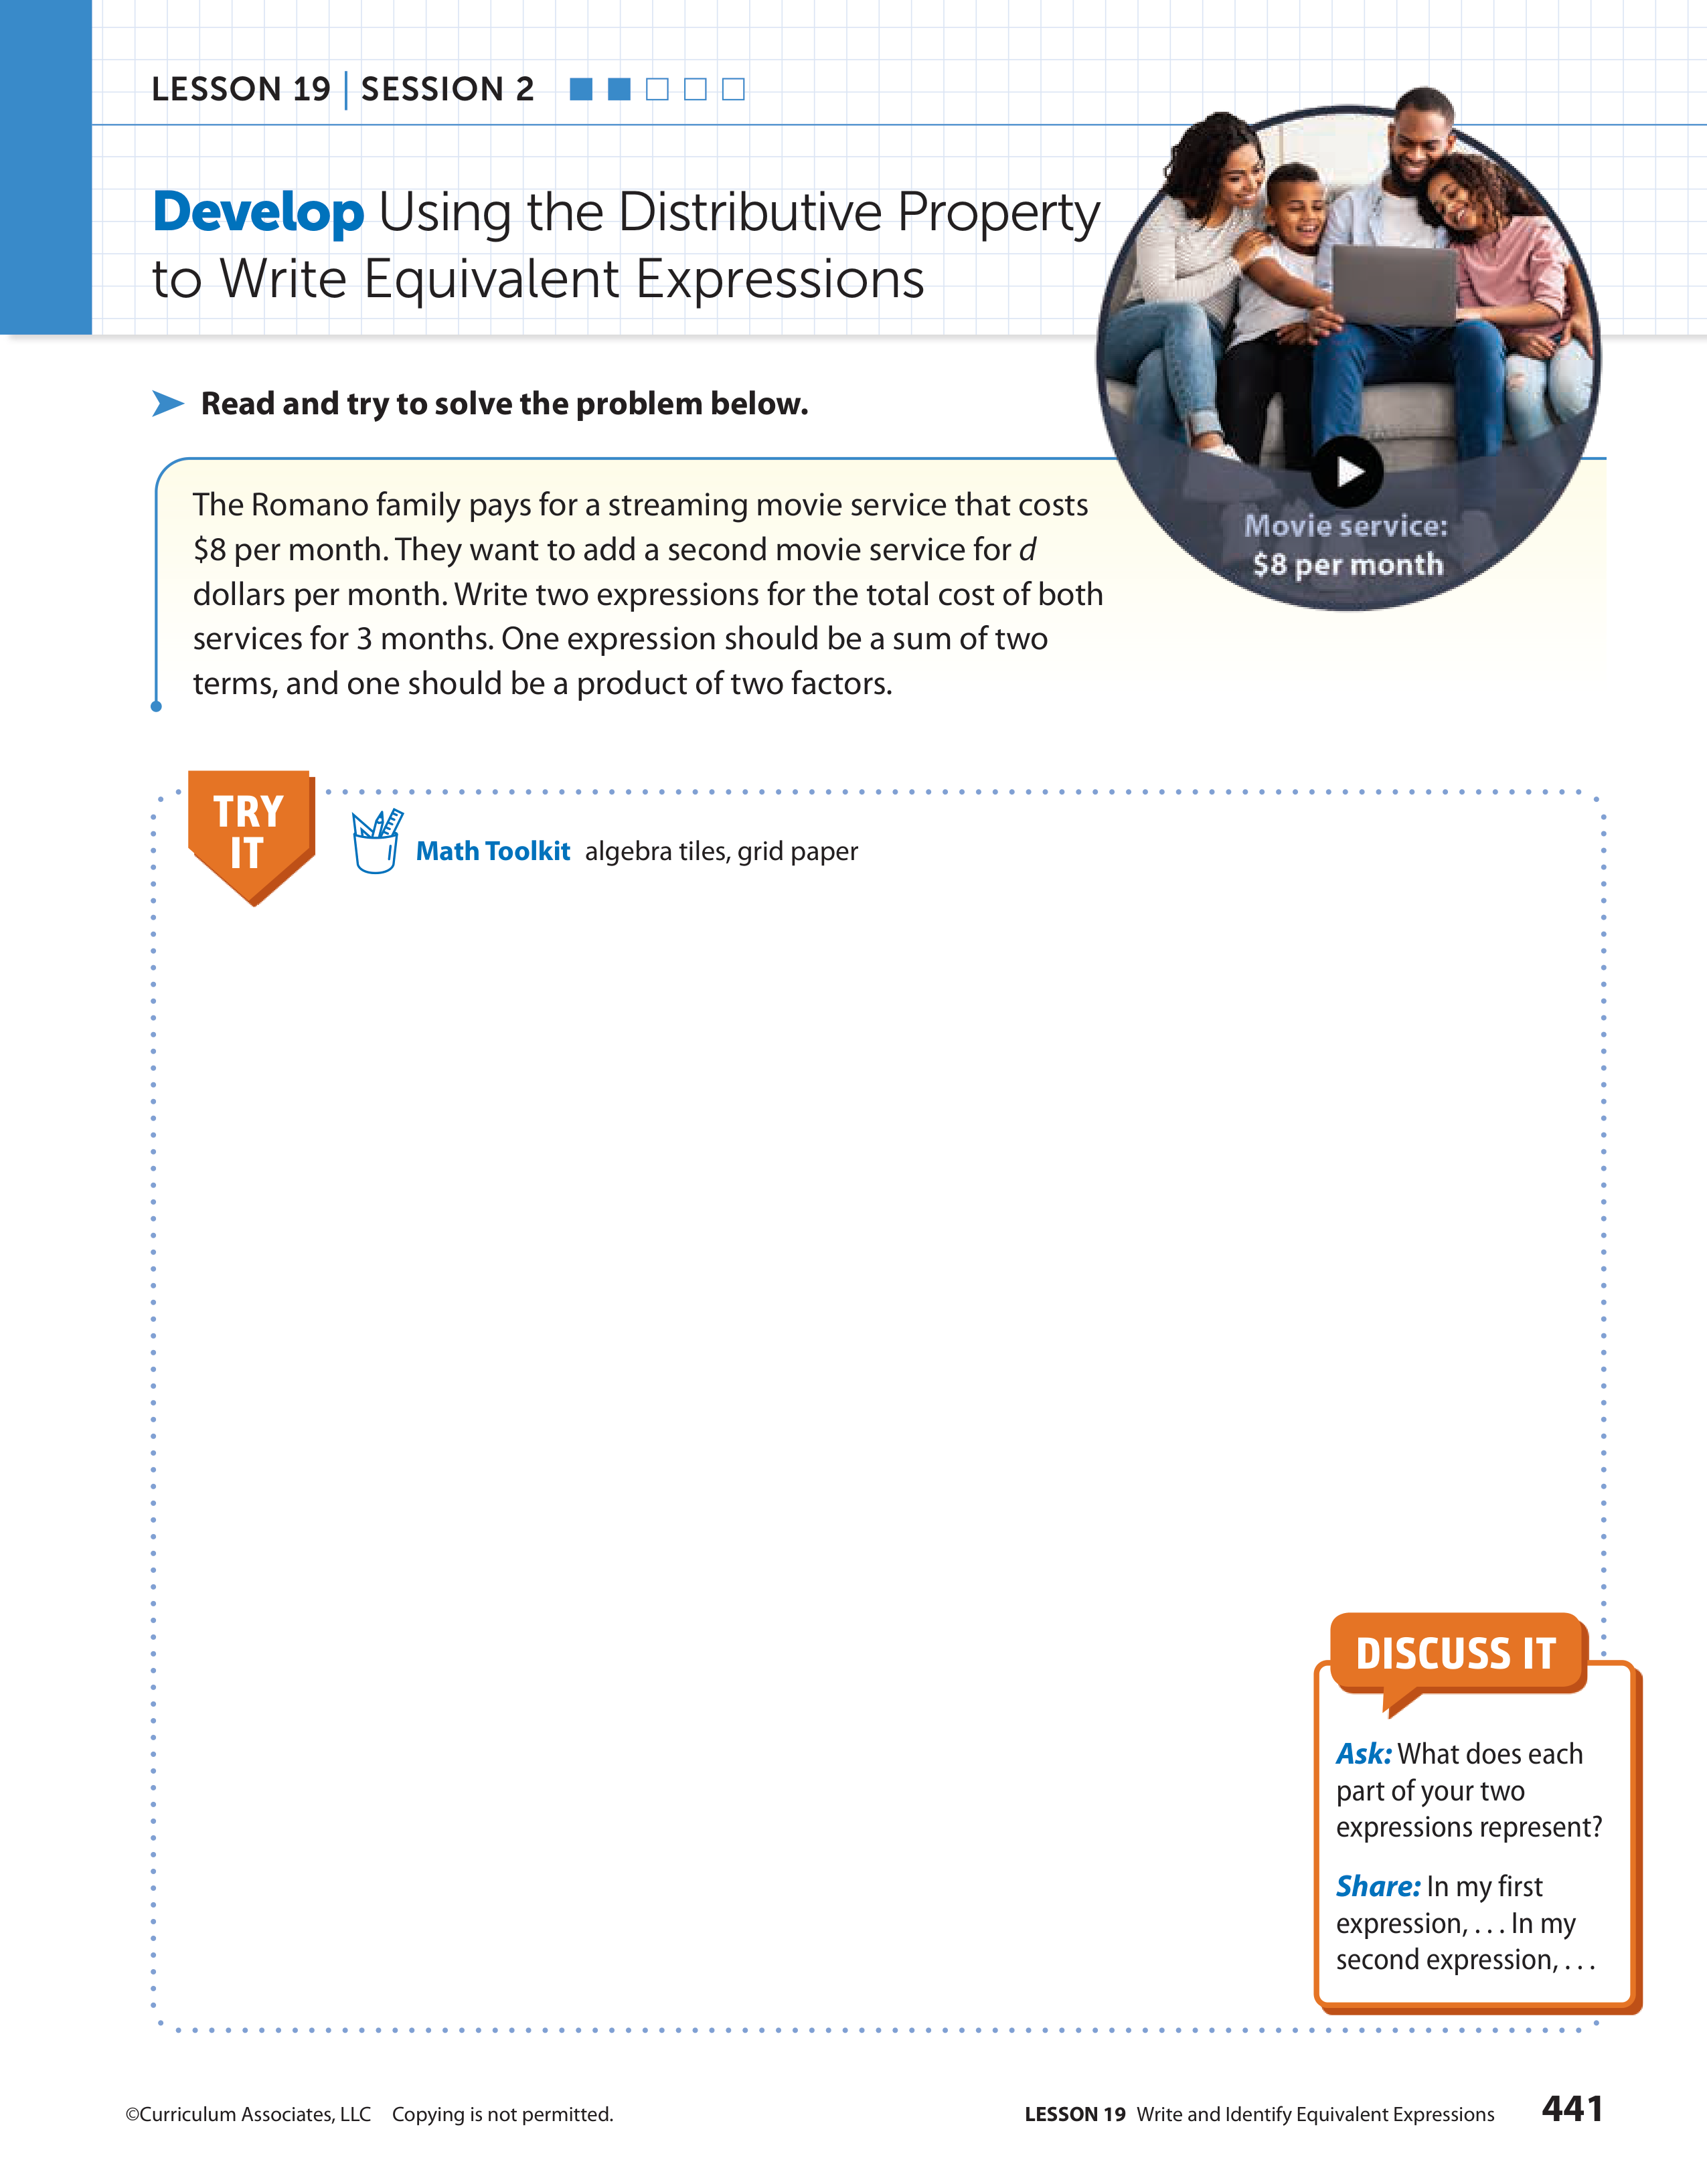 LESSON 19 | SESSION 2
Develop Using the Distributive Property
to Write Equivalent Expressions
Read and try to solve the problem below.
The Romano family pays for a streaming movie service that costs
$8 per month. They want to add a second movie service for d
dollars per month. Write two expressions for the total cost of both
services for 3 months. One expression should be a sum of two
terms, and one should be a product of two factors.
Movie service:
$8 per month
TRY
IT
Math Toolkit algebra tiles, grid paper
DISCUSS IT
Ask: What does each
part of your two
expressions represent?
Share: In my first
expression, . . . In my
second expression, . . .
©Curriculum Associates, LLC Copying is not permitted.
LESSON 19 Write and Identify Equivalent Expressions 441